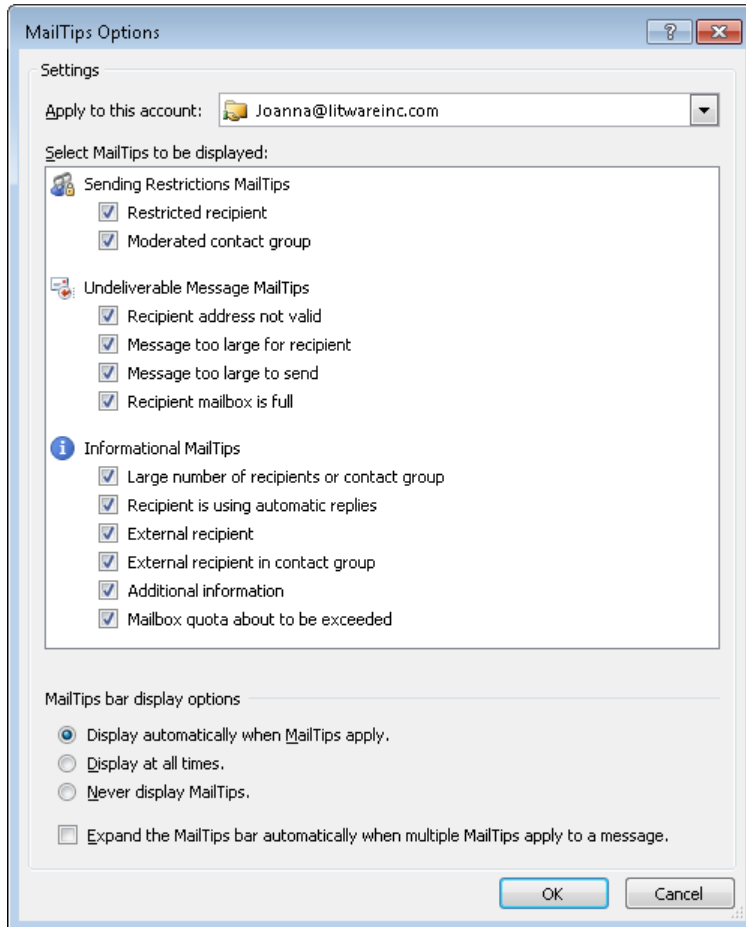 MailTips Options
Settings
Apply to this account: Joanna@litwareinc.com
Select MailTips to be displayed:
Sending Restrictions MailTips
Restricted recipient
Moderated contact group
Undeliverable Message MailTips
Recipient address not valid
Message too large for recipient
Message too large to send
Recipient mailbox is full
Informational MailTips
Large number of recipients or contact group
Recipient is using automatic replies
External recipient
External recipient in contact group
Additional information
Mailbox quota about to be exceeded
MailTips bar display options
Display automatically when MailTips apply.
Display at all times.
Never display MailTips.
Expand the MailTips bar automatically when multiple MailTips apply to a message.
OK Cancel